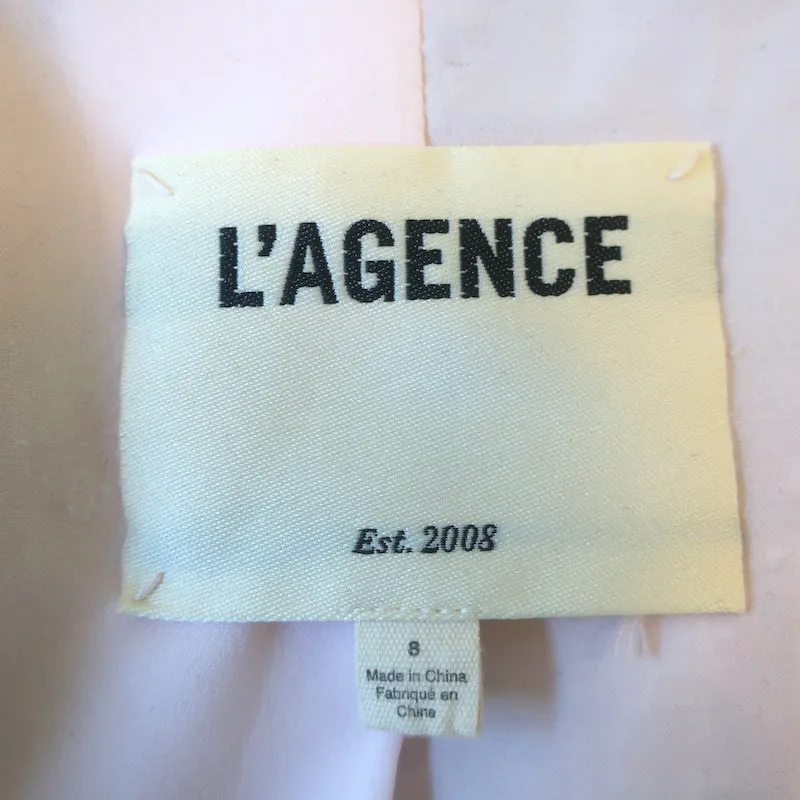 L’AGENCE
Est. 2008
8
Made in China
Fabriqué en
Chine